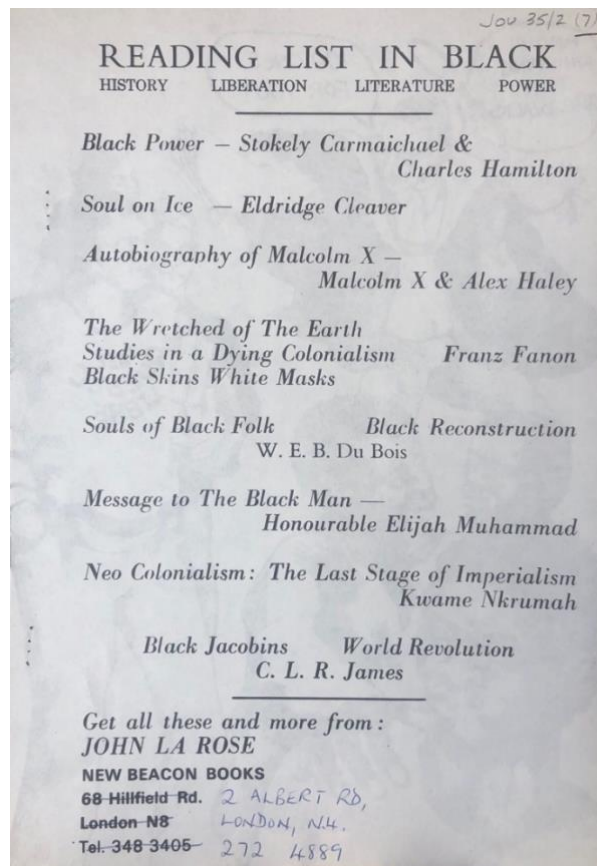 JOU 35/2 (7)
READING LIST IN BLACK
HISTORY LIBERATION LITERATURE POWER
Black Power – Stokely Carmaichael &
Charles Hamilton
Soul on Ice — Eldridge Cleaver
Autobiography of Malcolm X —
Malcolm X & Alex Haley
The Wretched of The Earth
Studies in a Dying Colonialism Franz Fanon
Black Skins White Masks
Souls of Black Folk Black Reconstruction
W. E. B. Du Bois
Message to The Black Man —
Honourable Elijah Muhammad
Neo Colonialism: The Last Stage of Imperialism
Kwame Nkrumah
Black Jacobins World Revolution
C. L. R. James
Get all these and more from:
JOHN LA ROSE
NEW BEACON BOOKS
68 Hillfield Rd. 2 ALBERT RD,
London N8 LONDON, N.4.
Tel. 348 3405 272 4889